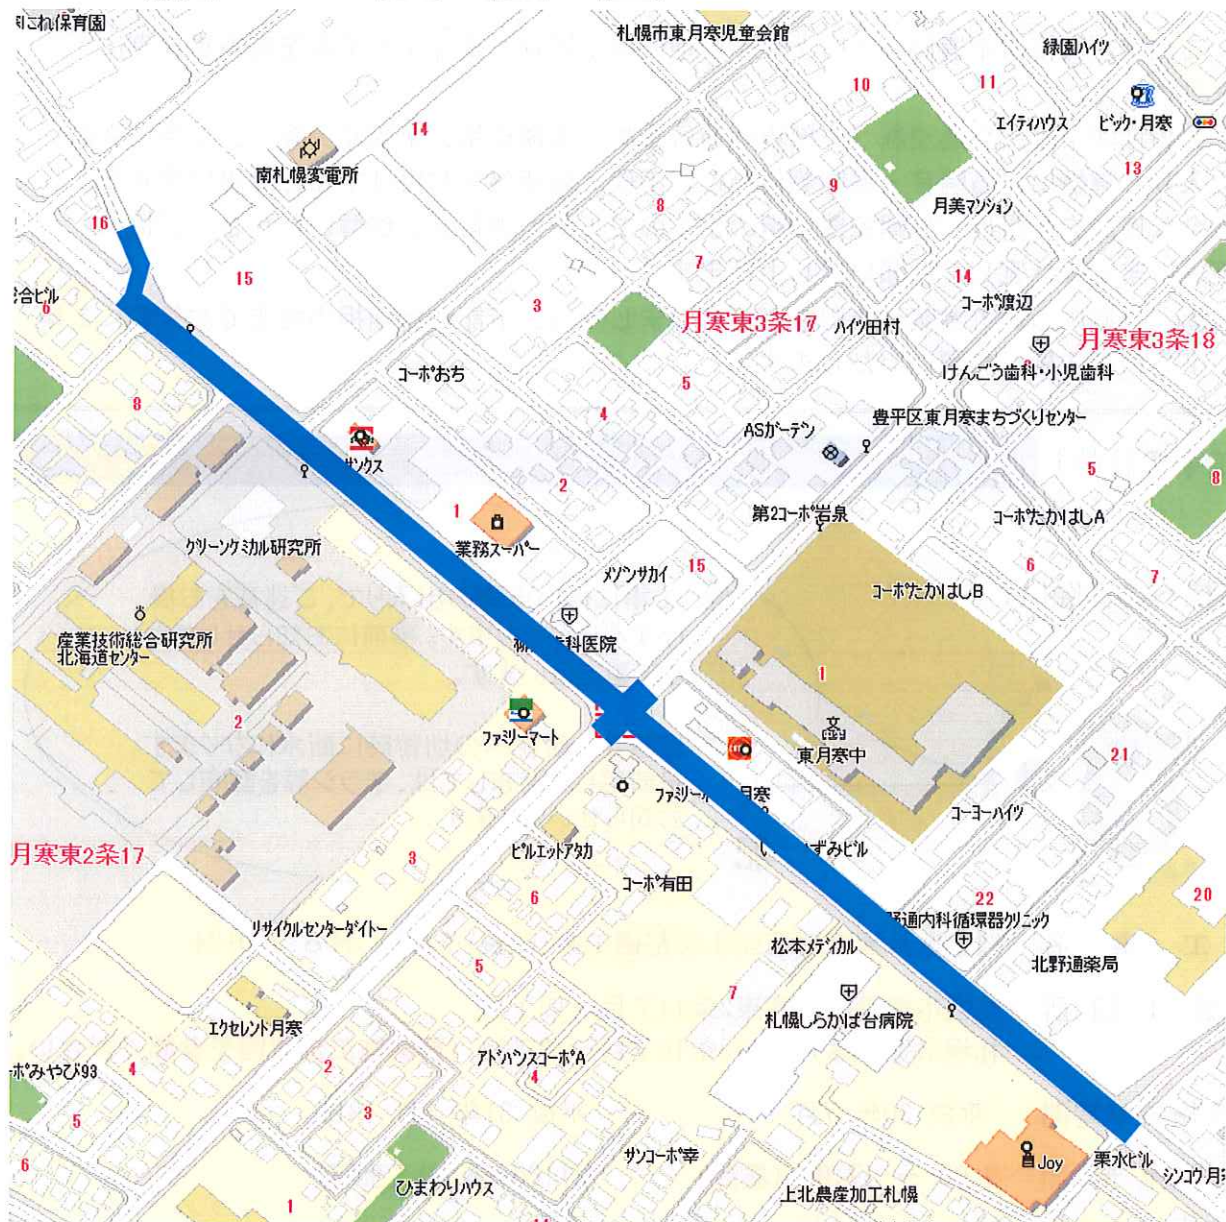 札幌市東月寒児童会館
緑園ハイツ
10
11
エイティハウス
ビック・月寒
14
13
南札幌変電所
9
8
月美マンション
16
15
7
14
コーポ渡辺
6
3
月寒東3条17
ハイツ田村
月寒東3条18
けんごう歯科・小児歯科
コーポおち
5
8
4
豊平区東月寒まちづくりセンター
ASガーデン
サンクス
5
8
2
1
第2コーポ岩泉
コーポたかはしA
業務スーパー
クリーンケミカル研究所
メゾンサカイ
15
6
7
コーポたかはしB
産業技術総合研究所
北海道センター
科医院
1
2
ファミリーマート
東月寒中
21
ファミリー
月寒
コーヨーハイツ
月寒東2条17
3
ビルエットアタカ
ずみビル
コーポ有田
6
22
20
リサイクルセンターダイトー
野通内科循環器クリニック
松本メディカル
北野通薬局
5
7
エクセレント月寒
札幌しらかば台病院
アドバンスコーポA
ポみやび93
4
2
4
5
3
サンコーポ幸
Joy
栗水ビル
6
シンコウ月
ひまわりハウス
上北農産加工札幌
1